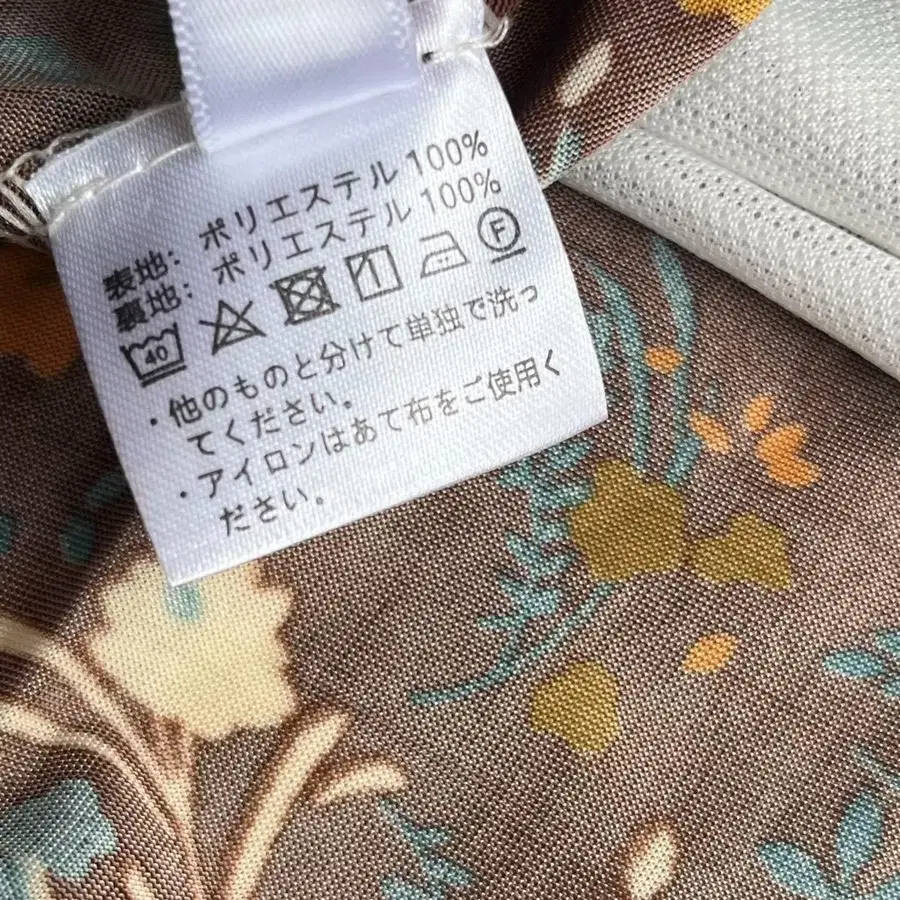 表地：ポリエステル 100%
裏地：ポリエステル 100%
40 F
・他のものと分けて単独で洗っ
てください。
・アイロンはあて布をご使用く
ださい。